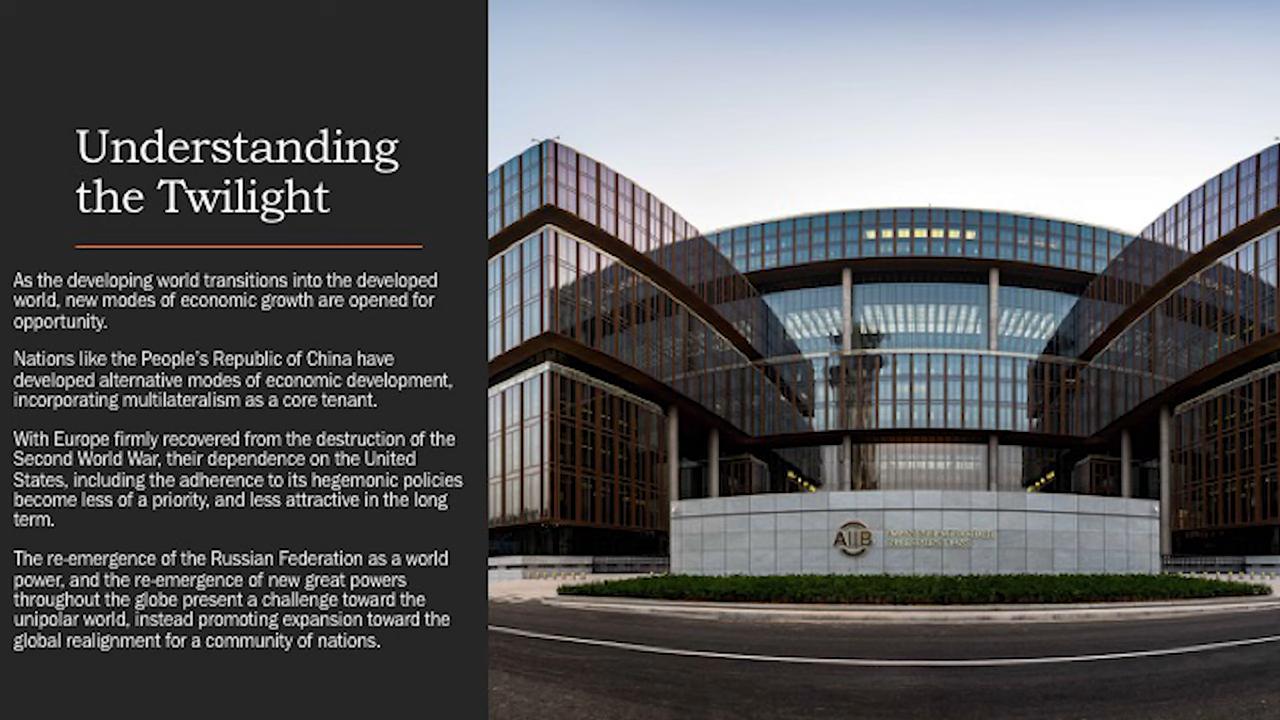 Understanding
the Twilight
As the developing world transitions into the developed
world, new modes of economic growth are opened for
opportunity.
Nations like the People’s Republic of China have
developed alternative modes of economic development,
incorporating multilateralism as a core tenant.
With Europe firmly recovered from the destruction of the
Second World War, their dependence on the United
States, including the adherence to its hegemonic policies
become less of a priority, and less attractive in the long
term.
The re-emergence of the Russian Federation as a world
power, and the re-emergence of new great powers
throughout the globe present a challenge toward the
unipolar world, instead promoting expansion toward the
global realignment for a community of nations.
AIIB